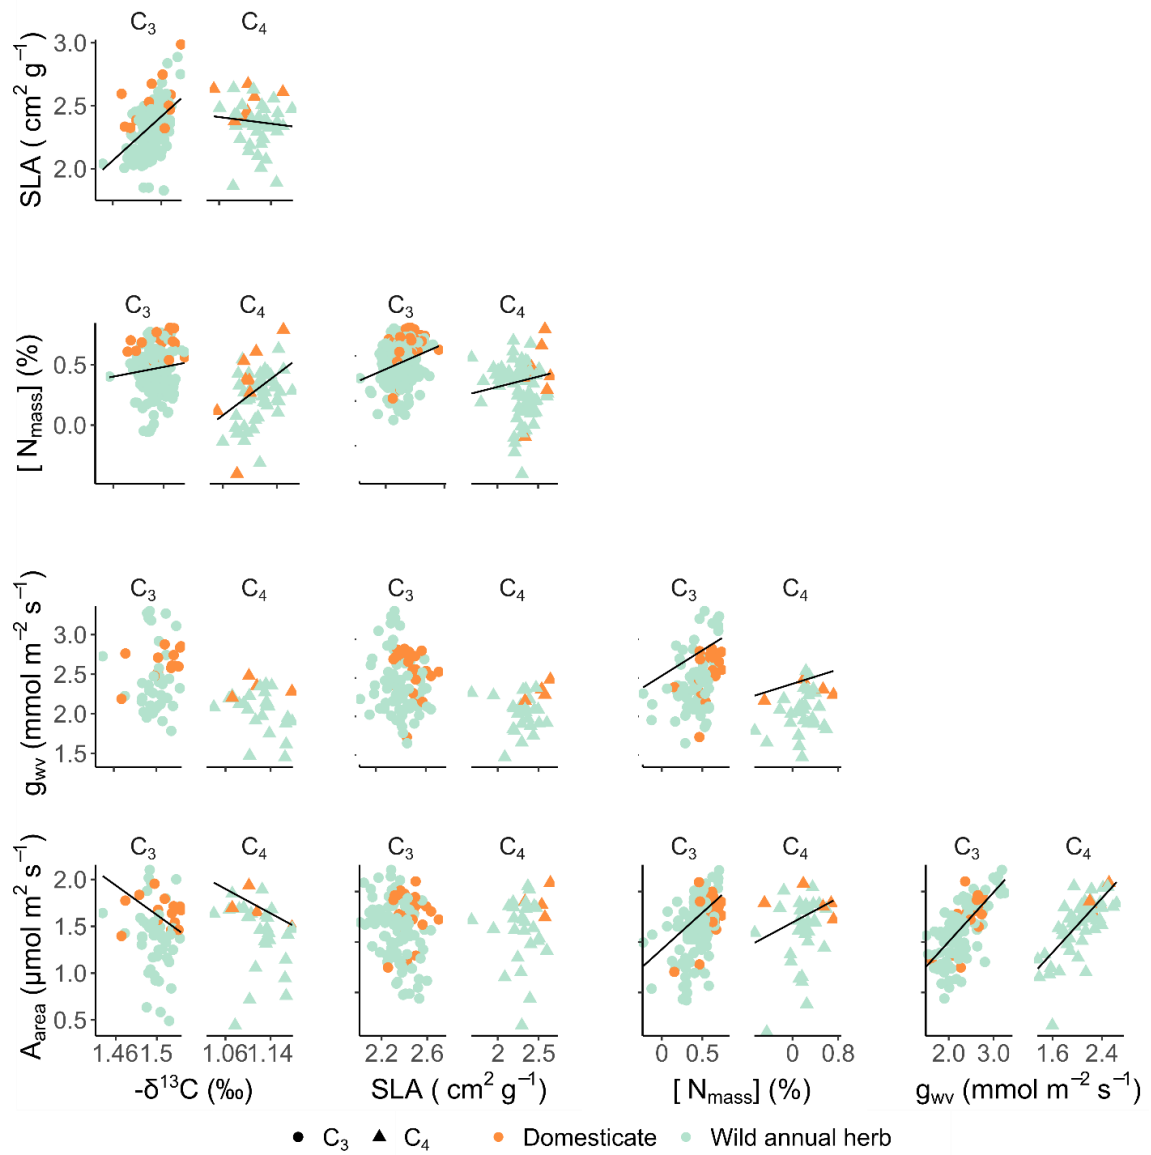 C₃ C₄
SLA ( cm² g⁻¹)
3.0
2.5
2.0
C₃ C₄ C₃ C₄
[ Nmass] (%)
0.5
0.0
C₃ C₄ C₃ C₄ C₃ C₄
gwv (mmol m⁻² s⁻¹)
3.0
2.5
2.0
1.5
C₃ C₄ C₃ C₄ C₃ C₄ C₃ C₄
Aarea (μmol m² s⁻¹)
2.0
1.5
1.0
0.5
1.461.5 1.061.14 2.2 2.6 2 2.5 0 0.5 0 0.8 2.0 3.0 1.6 2.4
-δ¹³C (‰) SLA ( cm² g⁻¹) [ Nmass] (%) gwv (mmol m⁻² s⁻¹)
C₃ C₄ Domesticate Wild annual herb